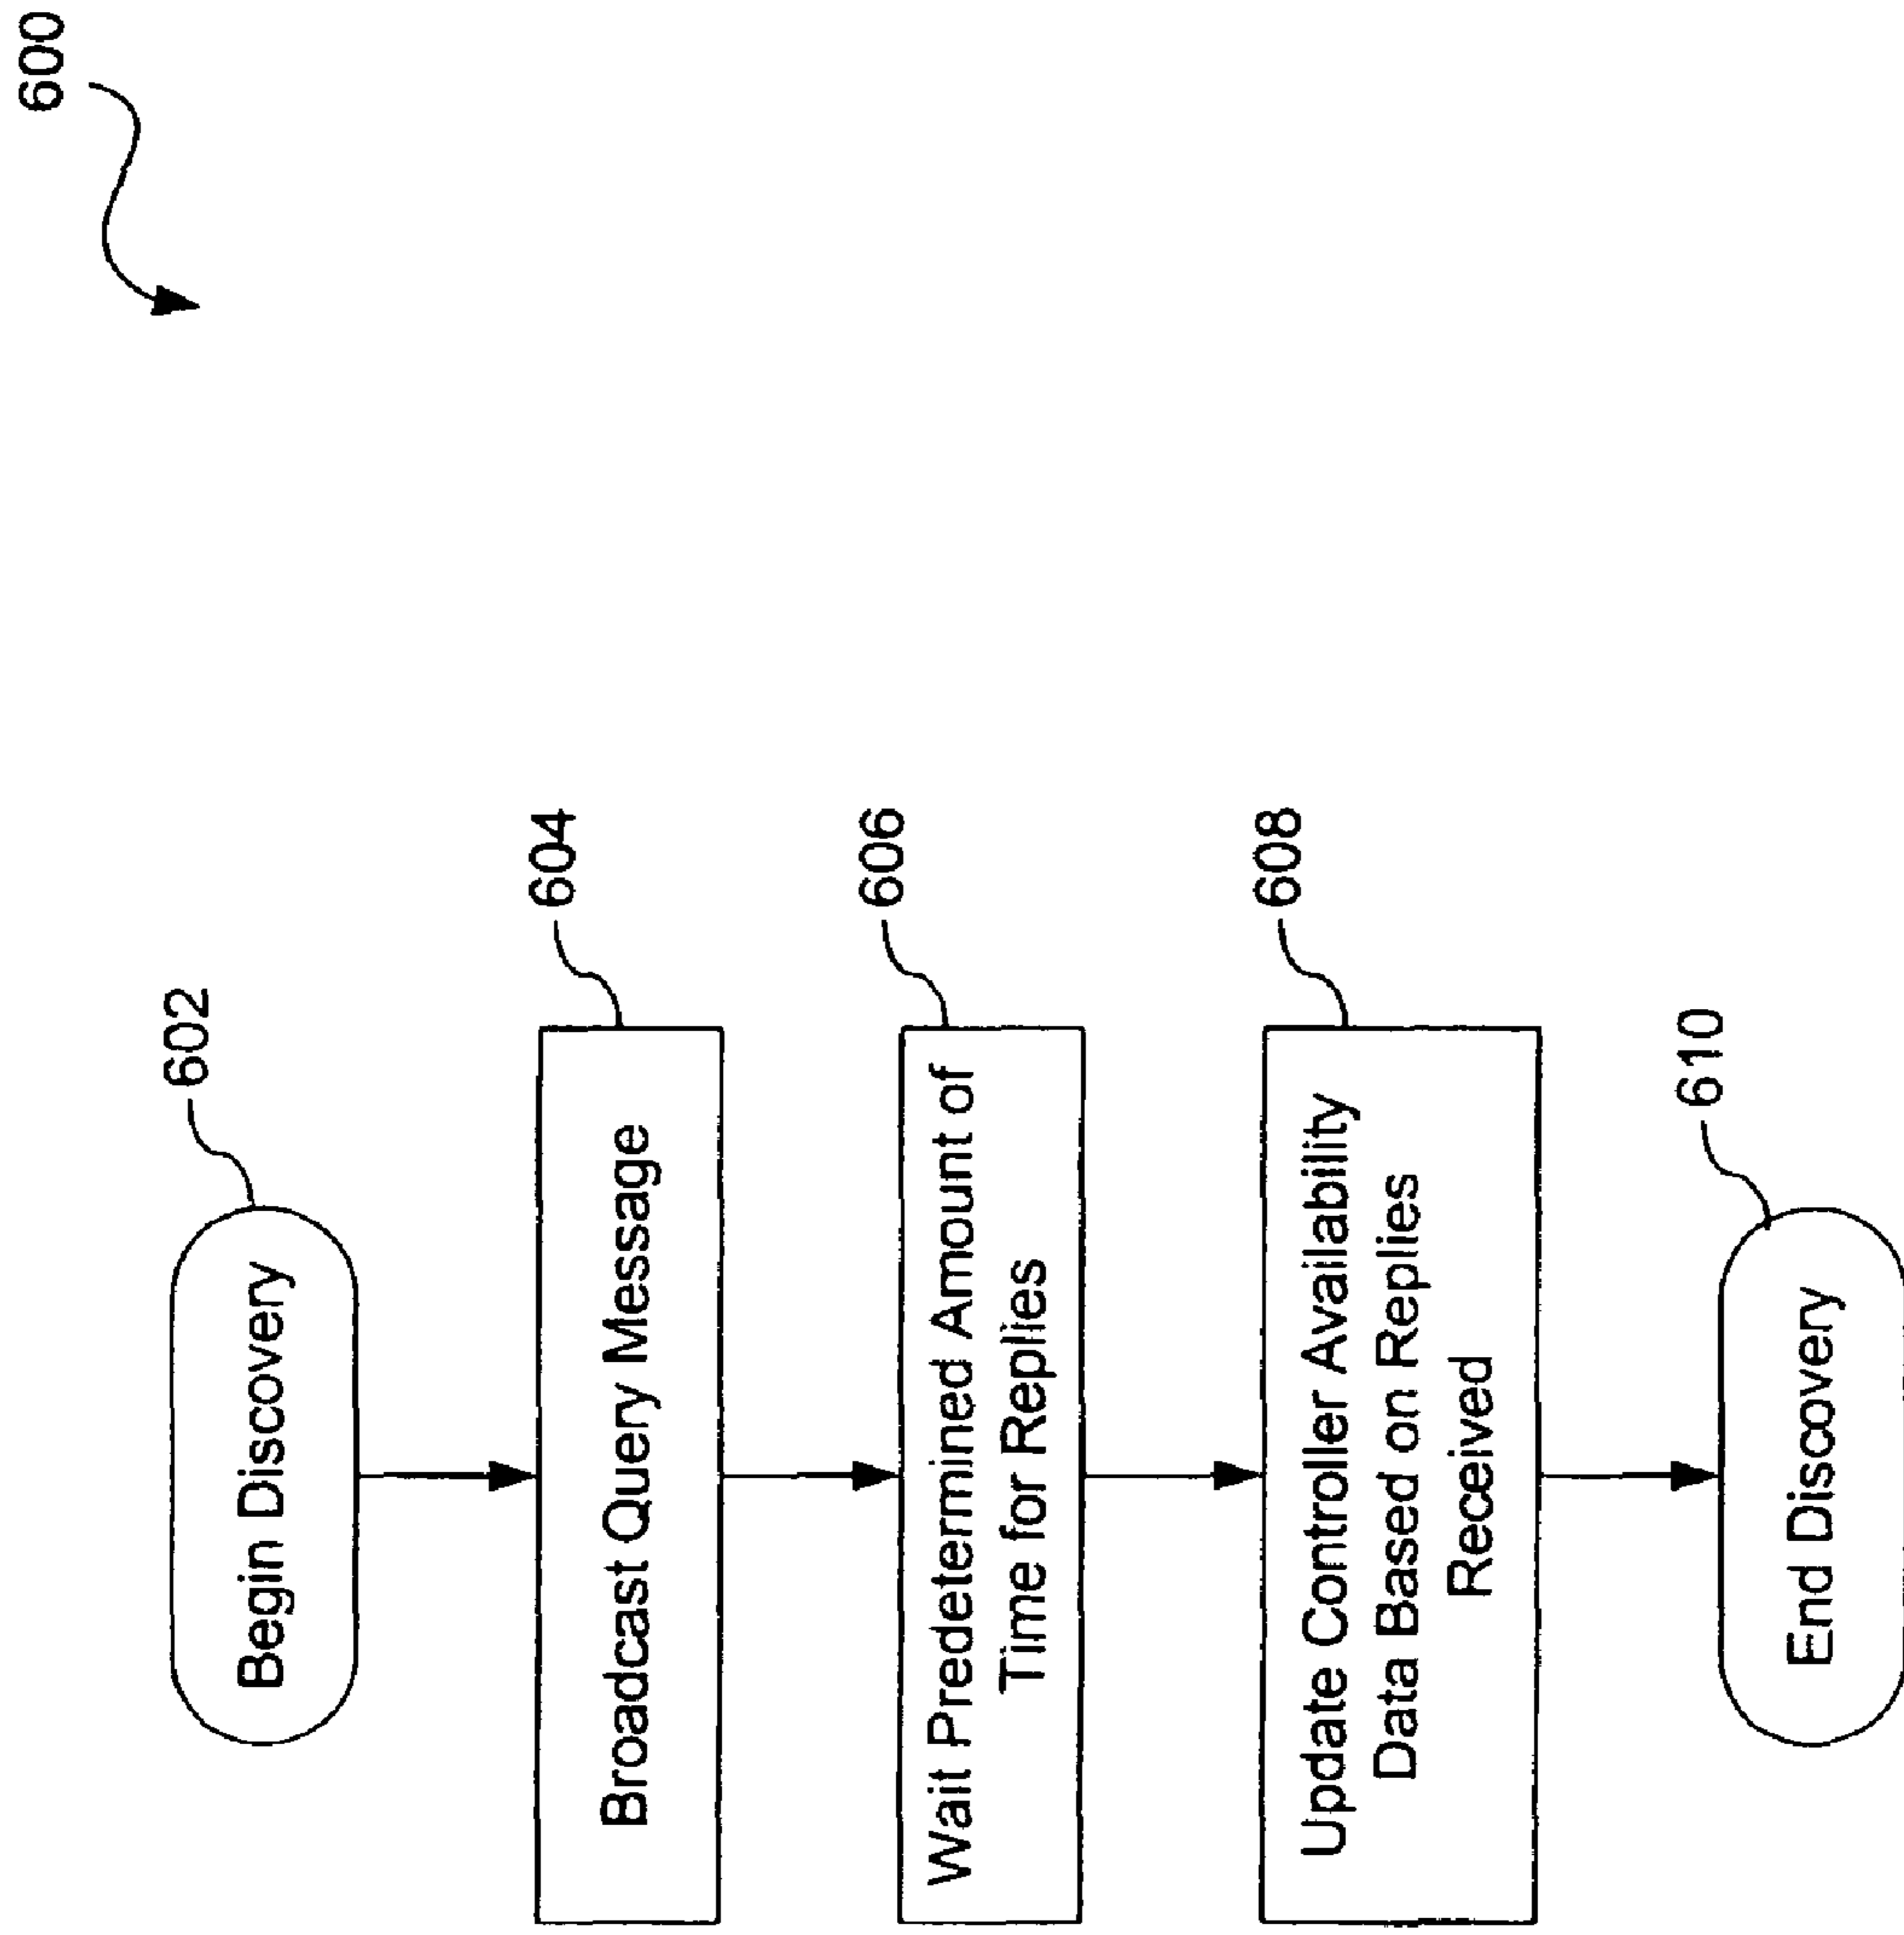 600
602
Begin Discovery
604
Broadcast Query Message
606
Wait Predetermined Amount of
Time for Replies
608
Update Controller Availability
Data Based on Replies
Received
610
End Discovery